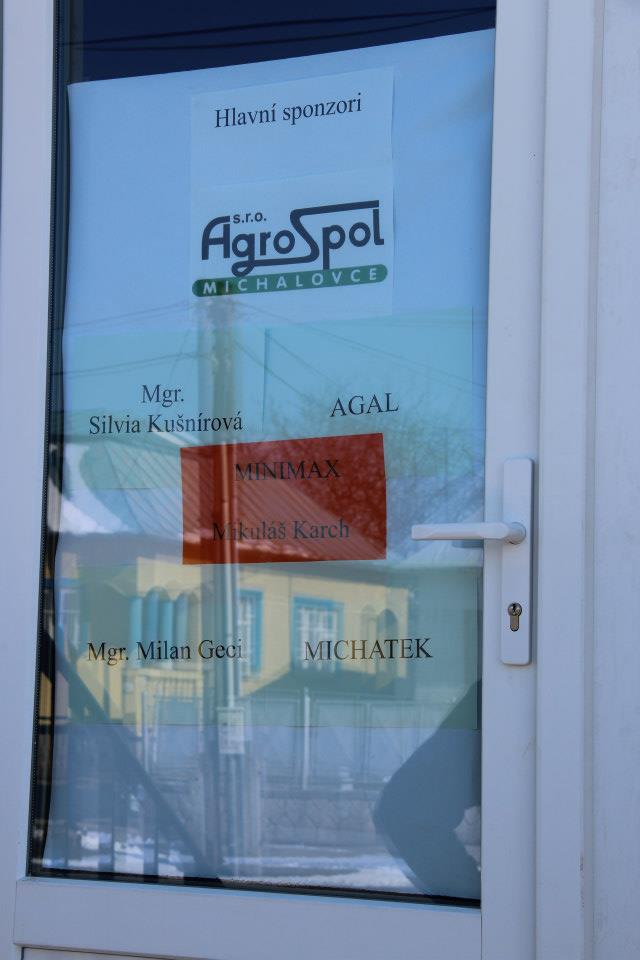 Hlavní sponzori
s.r.o.
AgroSpol
MICHALOVCE
Mgr.
Silvia Kušnírová
AGAL
MINIMAX
Mikuláš Karch
Mgr. Milan Geci
MICHATEK